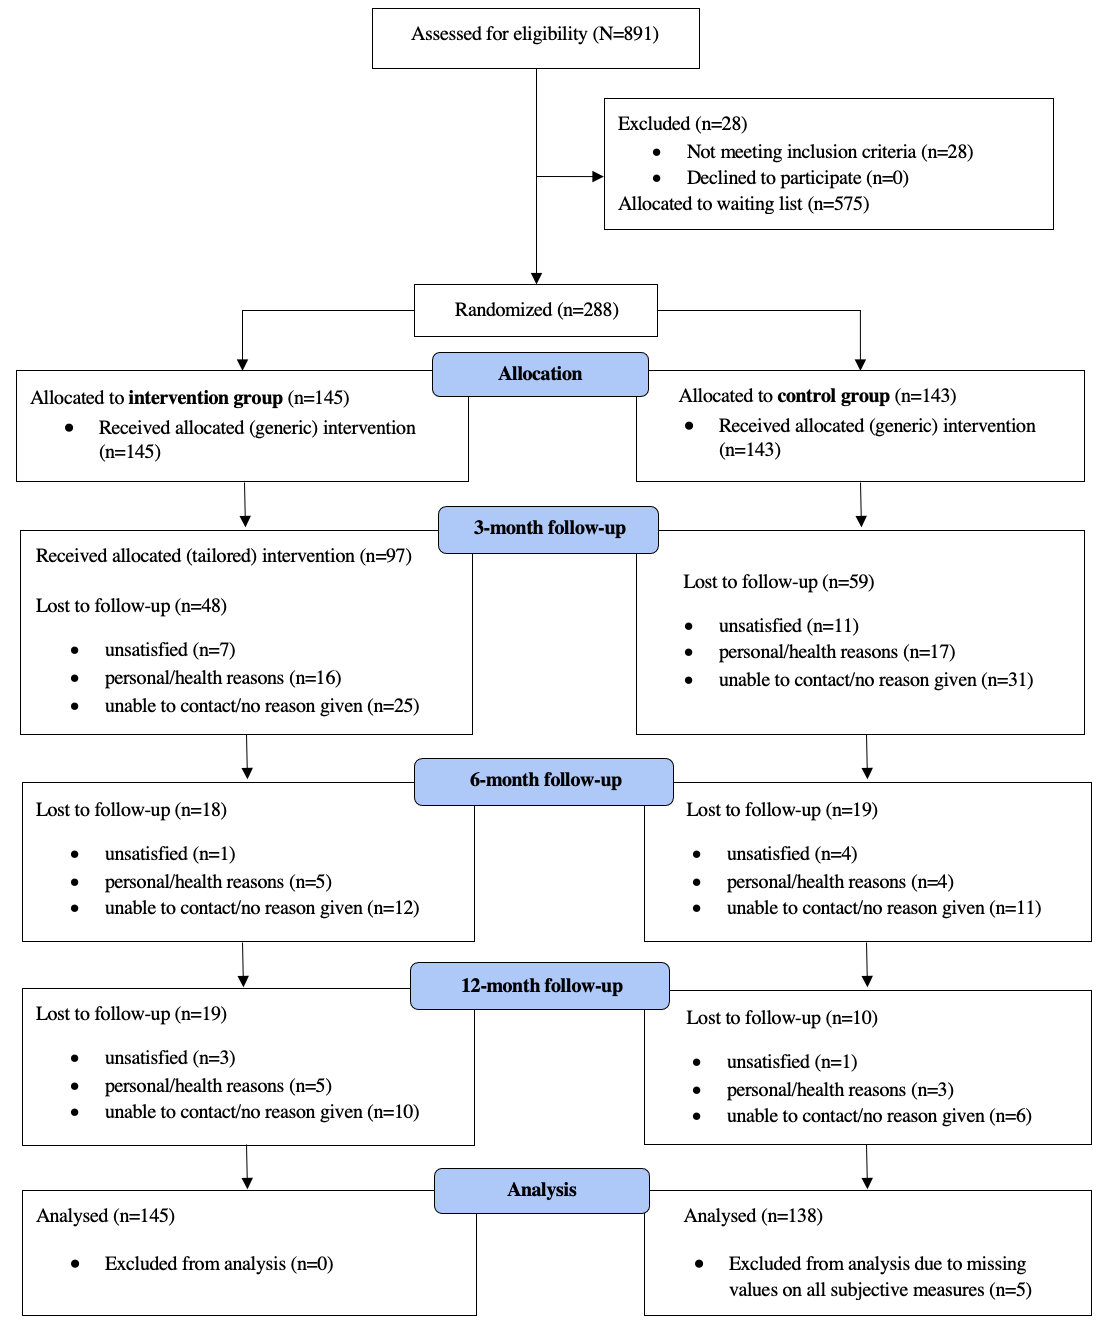 Assessed for eligibility (N=891)
Excluded (n=28)
• Not meeting inclusion criteria (n=28)
• Declined to participate (n=0)
Allocated to waiting list (n=575)
Randomized (n=288)
Allocation
Allocated to intervention group (n=145)
• Received allocated (generic) intervention
(n=145)
Allocated to control group (n=143)
• Received allocated (generic) intervention
(n=143)
3-month follow-up
Received allocated (tailored) intervention (n=97)
Lost to follow-up (n=48)
• unsatisfied (n=7)
• personal/health reasons (n=16)
• unable to contact/no reason given (n=25)
Lost to follow-up (n=59)
• unsatisfied (n=11)
• personal/health reasons (n=17)
• unable to contact/no reason given (n=31)
6-month follow-up
Lost to follow-up (n=18)
• unsatisfied (n=1)
• personal/health reasons (n=5)
• unable to contact/no reason given (n=12)
Lost to follow-up (n=19)
• unsatisfied (n=4)
• personal/health reasons (n=4)
• unable to contact/no reason given (n=11)
12-month follow-up
Lost to follow-up (n=19)
• unsatisfied (n=3)
• personal/health reasons (n=5)
• unable to contact/no reason given (n=10)
Lost to follow-up (n=10)
• unsatisfied (n=1)
• personal/health reasons (n=3)
• unable to contact/no reason given (n=6)
Analysis
Analysed (n=145)
• Excluded from analysis (n=0)
Analysed (n=138)
• Excluded from analysis due to missing
values on all subjective measures (n=5)